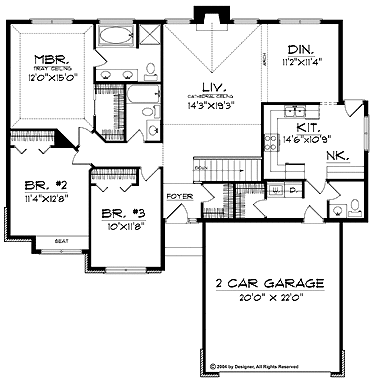 MBR.
TRAY CEILING
12'0"X15'0"
LIV.
CATHEDRAL CEILING
14'3"X19'3"
ARCH
DIN.
11'2"X11'4"
KIT.
14'6"X10'9"
NK.
DOWN
BR. #2
11'4"X12'8"
SEAT
BR. #3
10'X11'8"
FOYER
D.
2 CAR GARAGE
20'0" X 22'0"
©2004 by Designer, All Rights Reserved